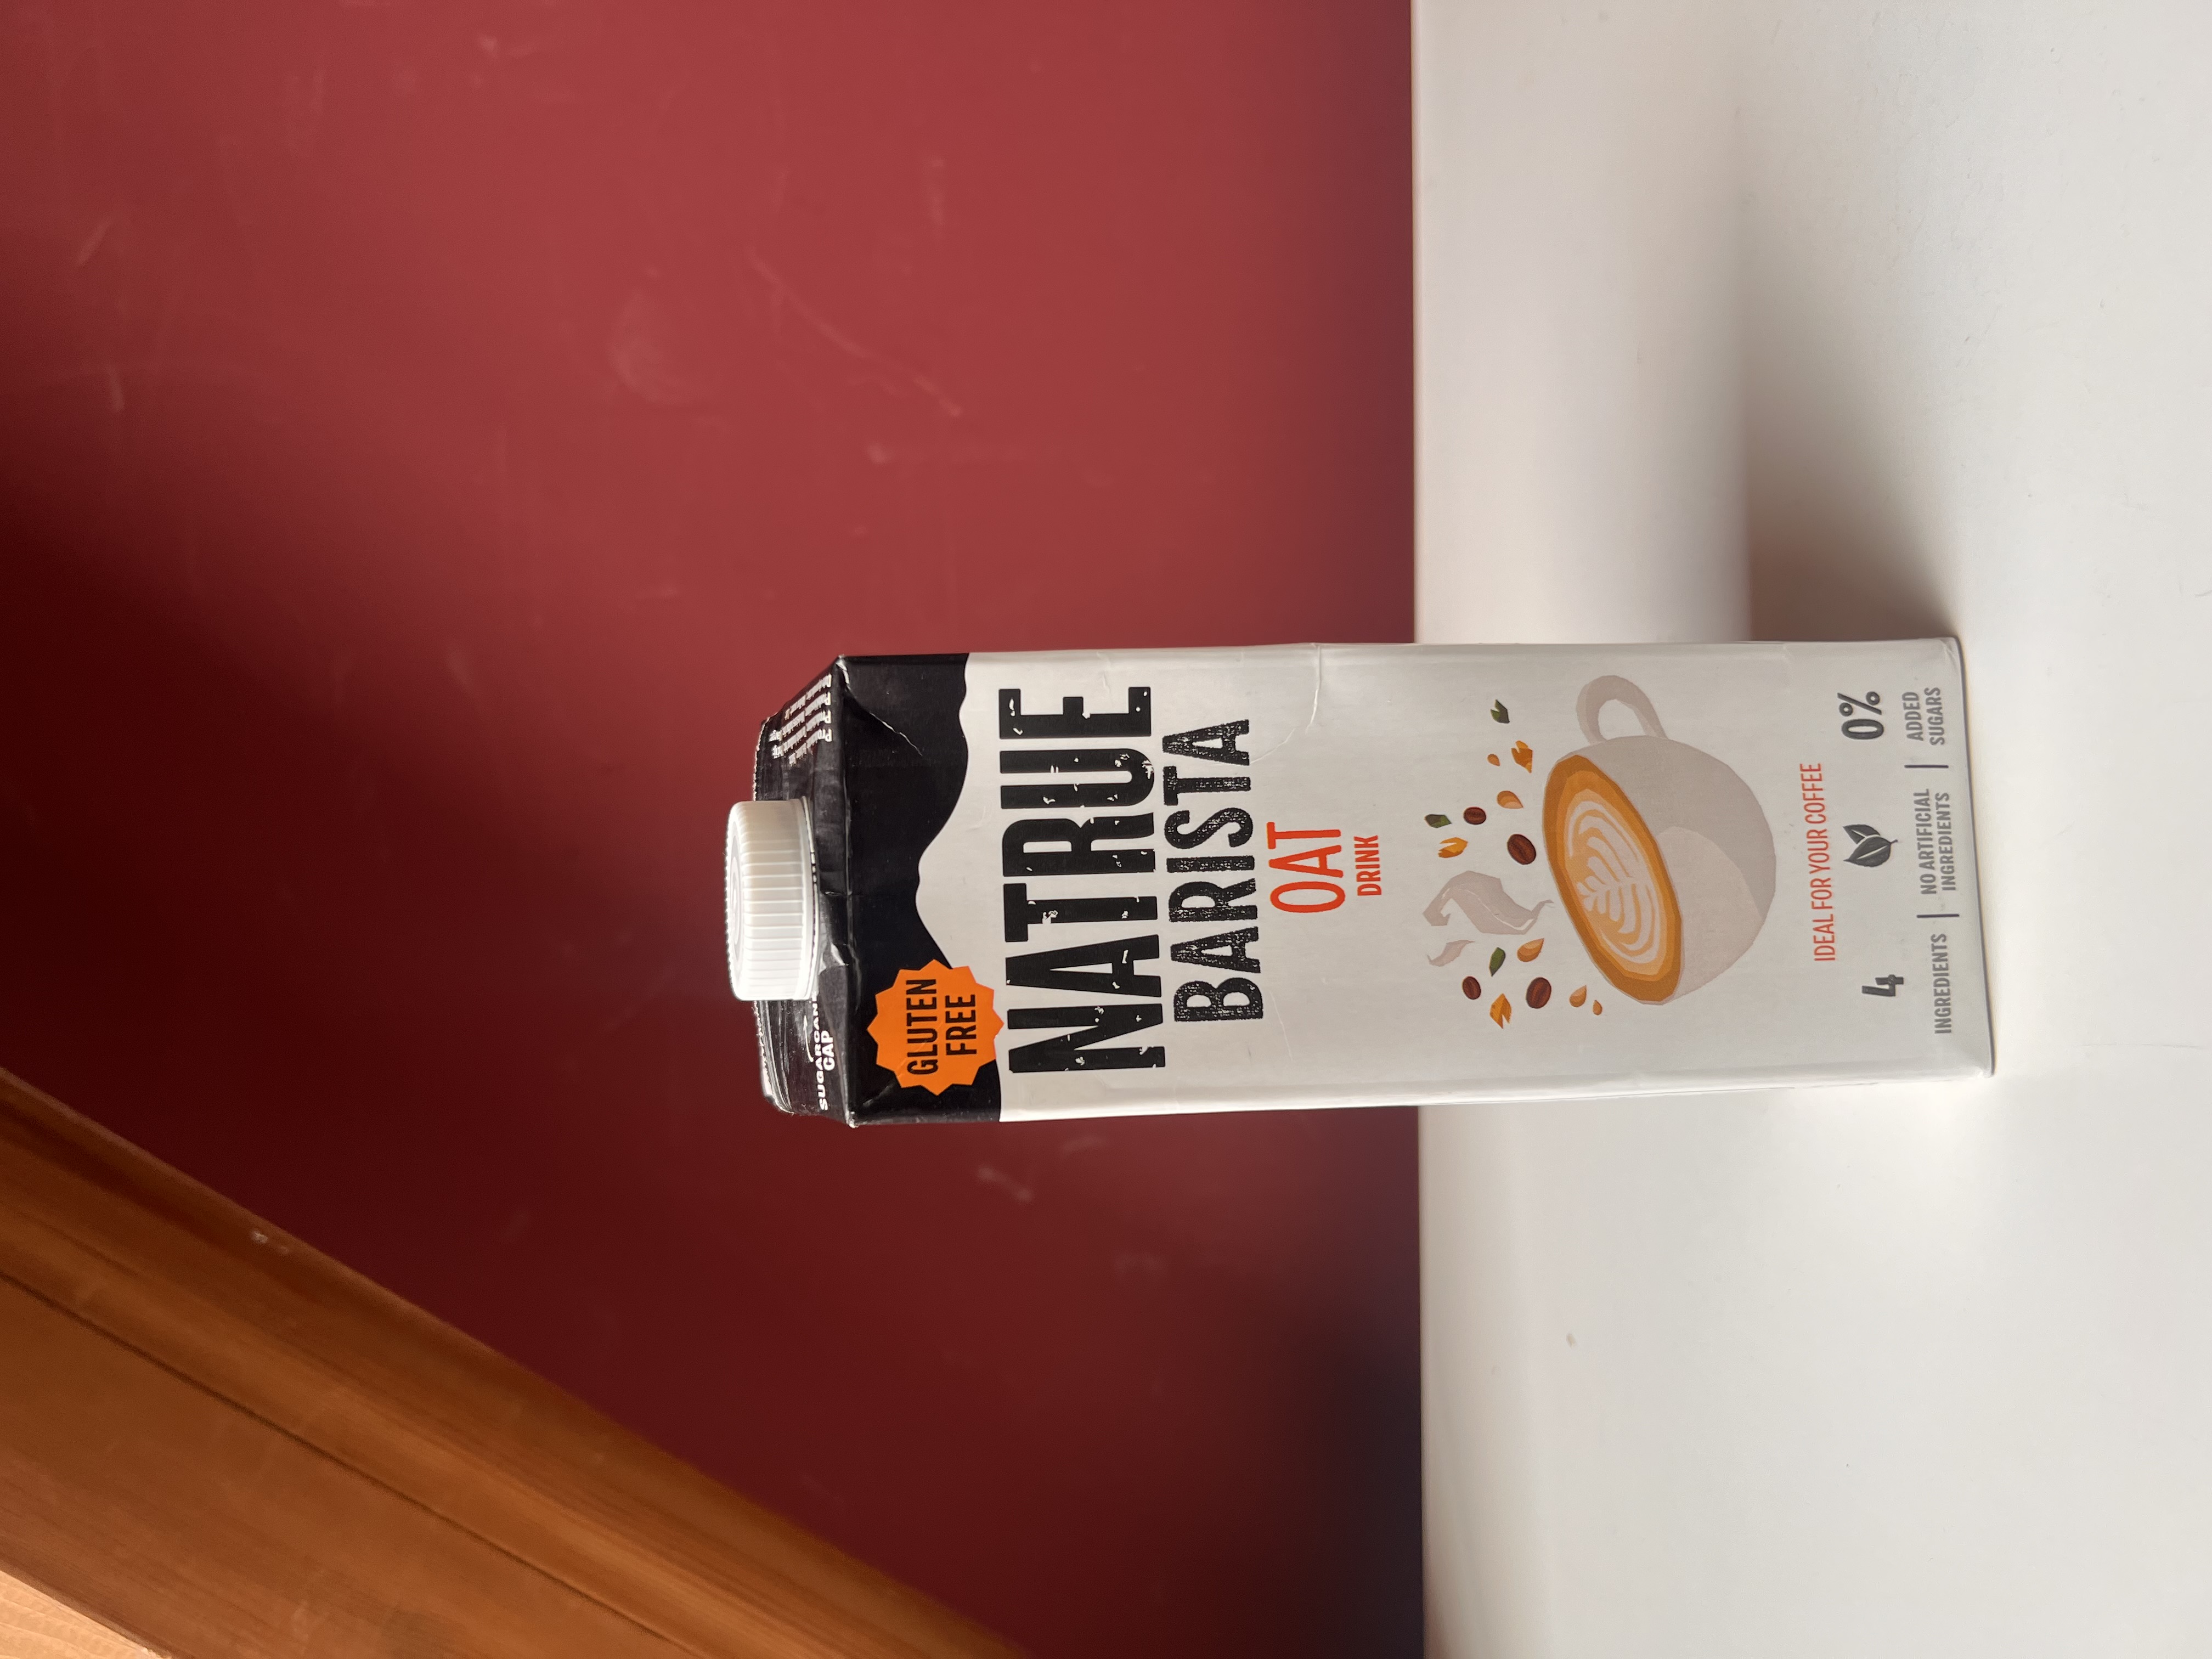 SUGARCANE
CAP
GLUTEN
FREE
NATRUE
BARISTA
OAT
DRINK
IDEAL FOR YOUR COFFEE
4
INGREDIENTS
NO ARTIFICIAL
INGREDIENTS
0%
ADDED
SUGARS